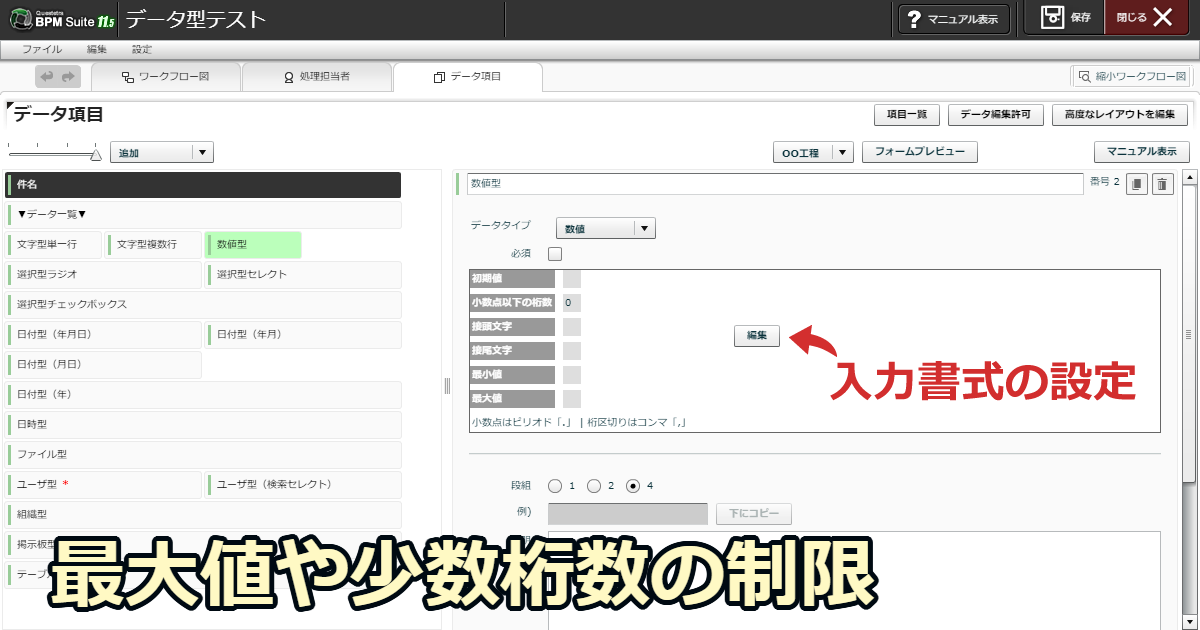 Questetra
BPM Suite 11.5
データ型テスト
? マニュアル表示
保存
閉じる
ファイル 編集 設定
ワークフロー図
処理担当者
データ項目
縮小ワークフロー図
データ項目
項目一覧
データ編集許可
高度なレイアウトを編集
追加
〇〇工程
フォームプレビュー
マニュアル表示
件名
▼データ一覧▼
文字型単一行
文字型複数行
数値型
選択型ラジオ
選択型セレクト
選択型チェックボックス
日付型（年月日）
日付型（年月）
日付型（月日）
日付型（年）
日時型
ファイル型
ユーザ型 *
ユーザ型（検索セレクト）
組織型
掲示板型
数値型
番号 2
データタイプ 数値
必須
初期値
小数点以下の桁数 0
接頭文字
接尾文字
最小値
最大値
小数点はピリオド「.」 | 桁区切りはコンマ「,」
編集
入力書式の設定
段組 1 2 4
例)
下にコピー
最大値や少数桁数の制限